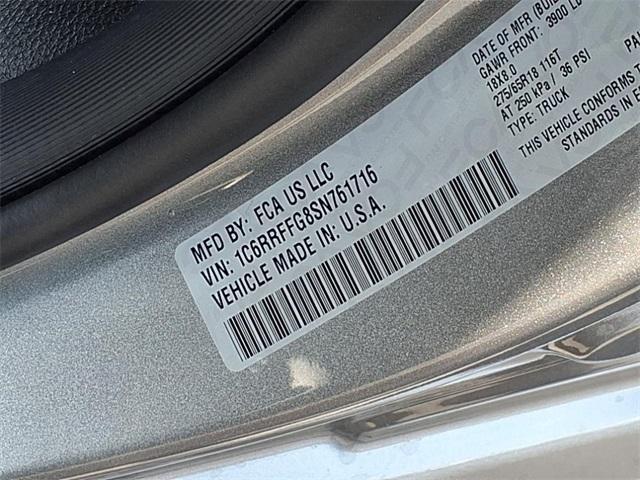 MFD BY: FCA US LLC
VIN: 1C6RRFFG8SN761716
VEHICLE MADE IN: U.S.A.
DATE OF MFR
GAWR FRONT: 3900
18X8.0
275/65R18 116T
AT 250 kPa / 36 PSI
TYPE: TRUCK
THIS VEHICLE CONFORMS
STANDARDS IN